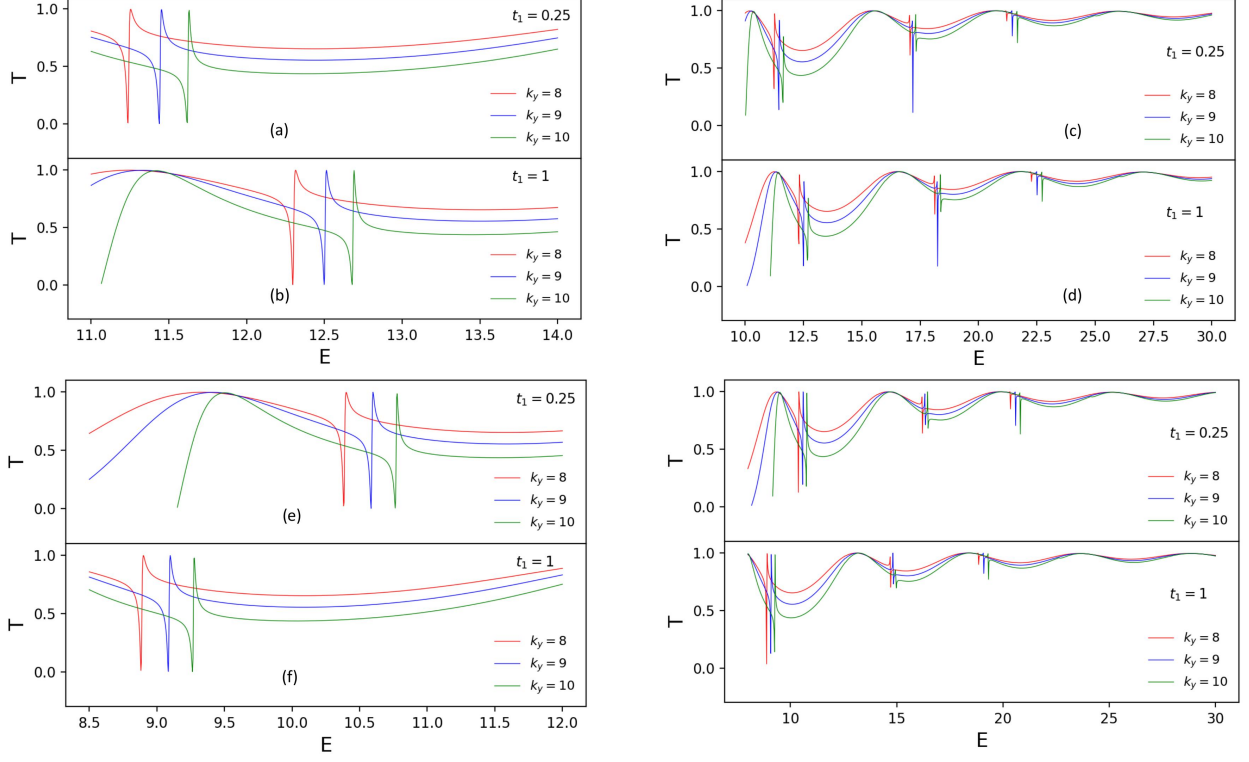 1.0
T
0.5
0.0
t₁ = 0.25
k_y = 8
k_y = 9
k_y = 10
(a)
1.0
T
0.5
0.0
t₁ = 1
k_y = 8
k_y = 9
k_y = 10
(b)
11.0 11.5 12.0 12.5 13.0 13.5 14.0
E
1.0
T
0.5
0.0
t₁ = 0.25
k_y = 8
k_y = 9
k_y = 10
(c)
1.0
T
0.5
0.0
t₁ = 1
k_y = 8
k_y = 9
k_y = 10
(d)
10.0 12.5 15.0 17.5 20.0 22.5 25.0 27.5 30.0
E
1.0
T
0.5
0.0
t₁ = 0.25
k_y = 8
k_y = 9
k_y = 10
(e)
1.0
T
0.5
0.0
t₁ = 1
k_y = 8
k_y = 9
k_y = 10
(f)
8.5 9.0 9.5 10.0 10.5 11.0 11.5 12.0
E
1.0
T
0.5
0.0
t₁ = 0.25
k_y = 8
k_y = 9
k_y = 10
1.0
T
0.5
0.0
t₁ = 1
k_y = 8
k_y = 9
k_y = 10
10 15 20 25 30
E